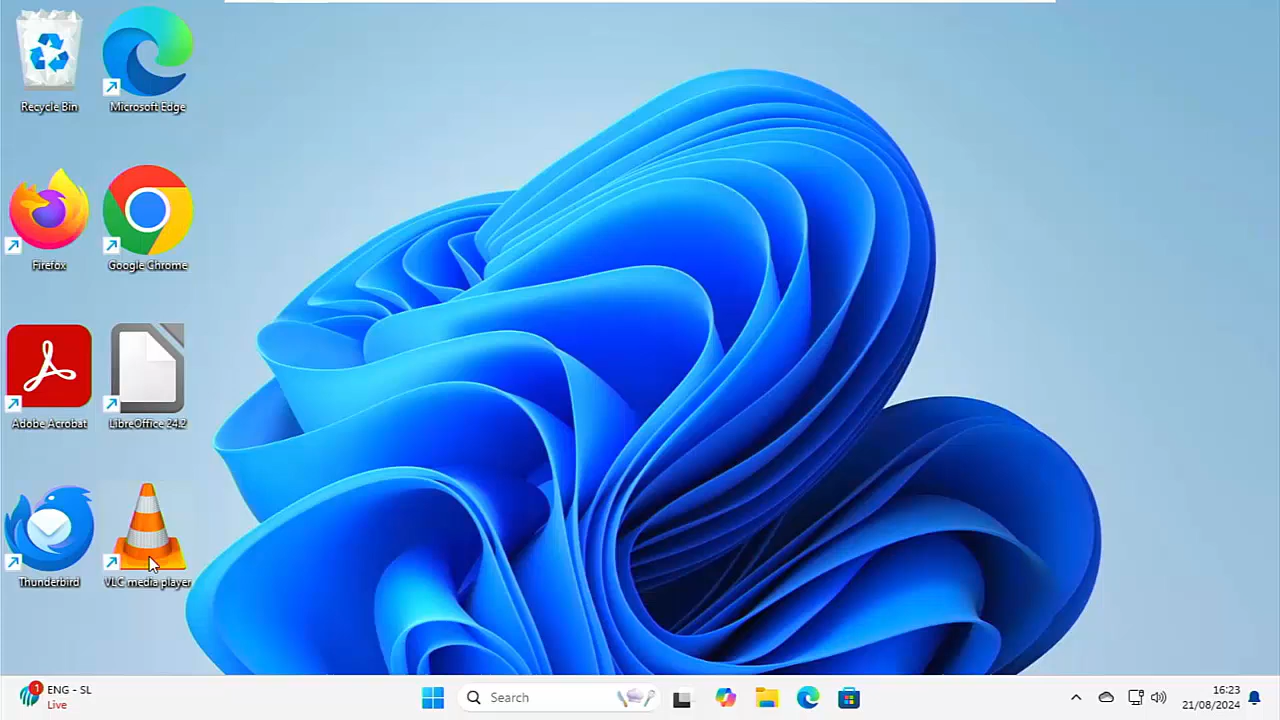 Recycle Bin
Microsoft Edge
Firefox
Google Chrome
Adobe Acrobat
LibreOffice 24.2
Thunderbird
VLC media player
1
ENG - SL
Live
Search
16:23
21/08/2024